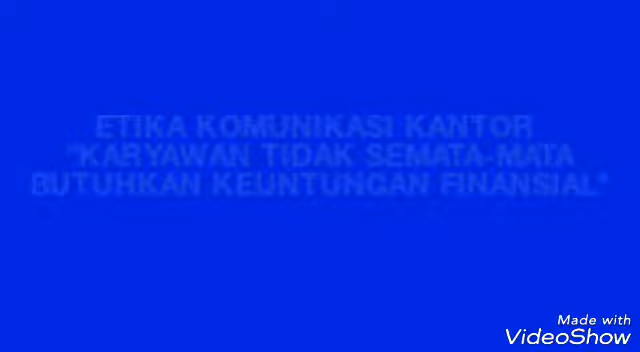 ETIKA KOMUNIKASI KANTOR
"KARYAWAN TIDAK SEMATA-MATA
BUTUHKAN KEUNTUNGAN FINANSIAL"
Made with
VideoShow